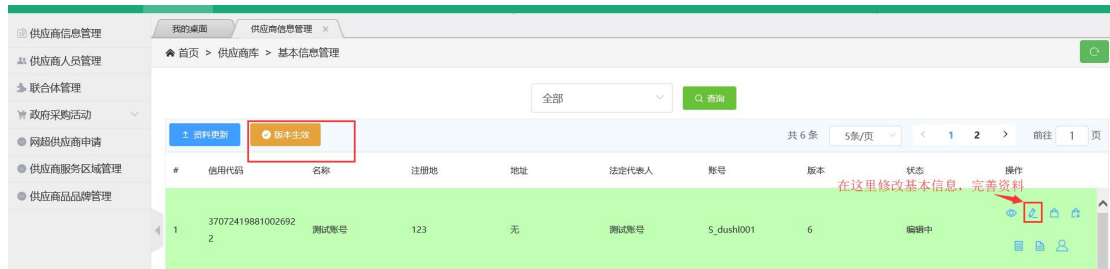 供应商信息管理
供应商人员管理
联合体管理
政府采购活动
网超供应商申请
供应商服务区域管理
供应商品品牌管理
我的桌面 供应商信息管理 ×
首页 > 供应商库 > 基本信息管理
全部 查询
资料更新 版本生效 共 6 条 5条/页 < 1 2 > 前往 1 页
# 信用代码 名称 注册地 地址 法定代表人 账号 版本 状态 操作
在这里修改基本信息，完善资料
1 37072419881002692
2 测试账号 123 无 测试账号 S_dushl001 6 编辑中